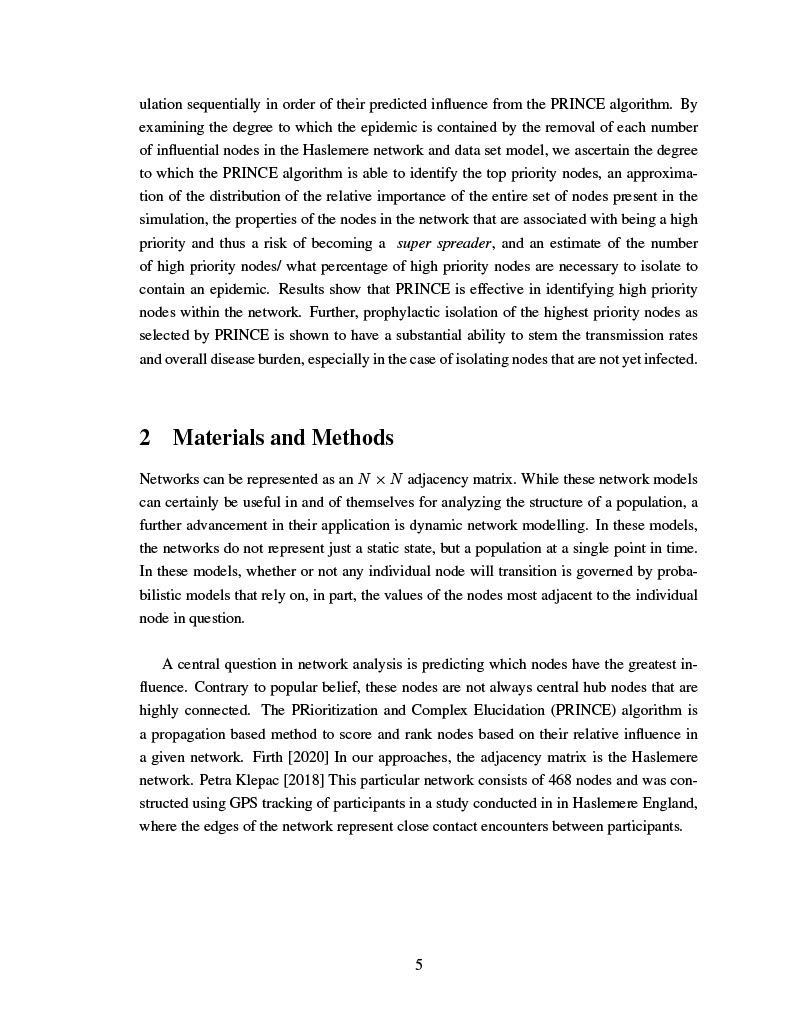 ulation sequentially in order of their predicted influence from the PRINCE algorithm. By
examining the degree to which the epidemic is contained by the removal of each number
of influential nodes in the Haslemere network and data set model, we ascertain the degree
to which the PRINCE algorithm is able to identify the top priority nodes, an approxima-
tion of the distribution of the relative importance of the entire set of nodes present in the
simulation, the properties of the nodes in the network that are associated with being a high
priority and thus a risk of becoming a super spreader, and an estimate of the number
of high priority nodes/ what percentage of high priority nodes are necessary to isolate to
contain an epidemic. Results show that PRINCE is effective in identifying high priority
nodes within the network. Further, prophylactic isolation of the highest priority nodes as
selected by PRINCE is shown to have a substantial ability to stem the transmission rates
and overall disease burden, especially in the case of isolating nodes that are not yet infected.
2 Materials and Methods
Networks can be represented as an N × N adjacency matrix. While these network models
can certainly be useful in and of themselves for analyzing the structure of a population, a
further advancement in their application is dynamic network modelling. In these models,
the networks do not represent just a static state, but a population at a single point in time.
In these models, whether or not any individual node will transition is governed by proba-
bilistic models that rely on, in part, the values of the nodes most adjacent to the individual
node in question.
A central question in network analysis is predicting which nodes have the greatest in-
fluence. Contrary to popular belief, these nodes are not always central hub nodes that are
highly connected. The PRioritization and Complex Elucidation (PRINCE) algorithm is
a propagation based method to score and rank nodes based on their relative influence in
a given network. Firth [2020] In our approaches, the adjacency matrix is the Haslemere
network. Petra Klepac [2018] This particular network consists of 468 nodes and was con-
structed using GPS tracking of participants in a study conducted in in Haslemere England,
where the edges of the network represent close contact encounters between participants.
5